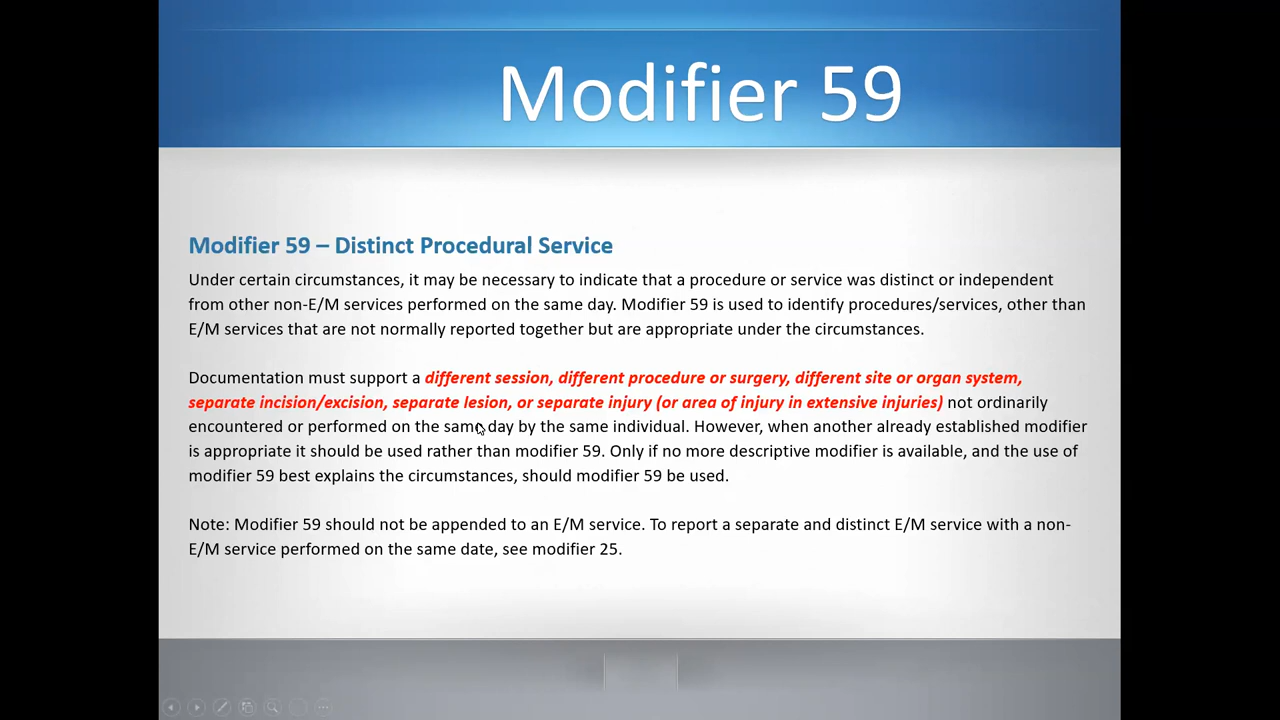 Modifier 59
Modifier 59 – Distinct Procedural Service
Under certain circumstances, it may be necessary to indicate that a procedure or service was distinct or independent
from other non-E/M services performed on the same day. Modifier 59 is used to identify procedures/services, other than
E/M services that are not normally reported together but are appropriate under the circumstances.
Documentation must support a different session, different procedure or surgery, different site or organ system,
separate incision/excision, separate lesion, or separate injury (or area of injury in extensive injuries) not ordinarily
encountered or performed on the same day by the same individual. However, when another already established modifier
is appropriate it should be used rather than modifier 59. Only if no more descriptive modifier is available, and the use of
modifier 59 best explains the circumstances, should modifier 59 be used.
Note: Modifier 59 should not be appended to an E/M service. To report a separate and distinct E/M service with a non-
E/M service performed on the same date, see modifier 25.